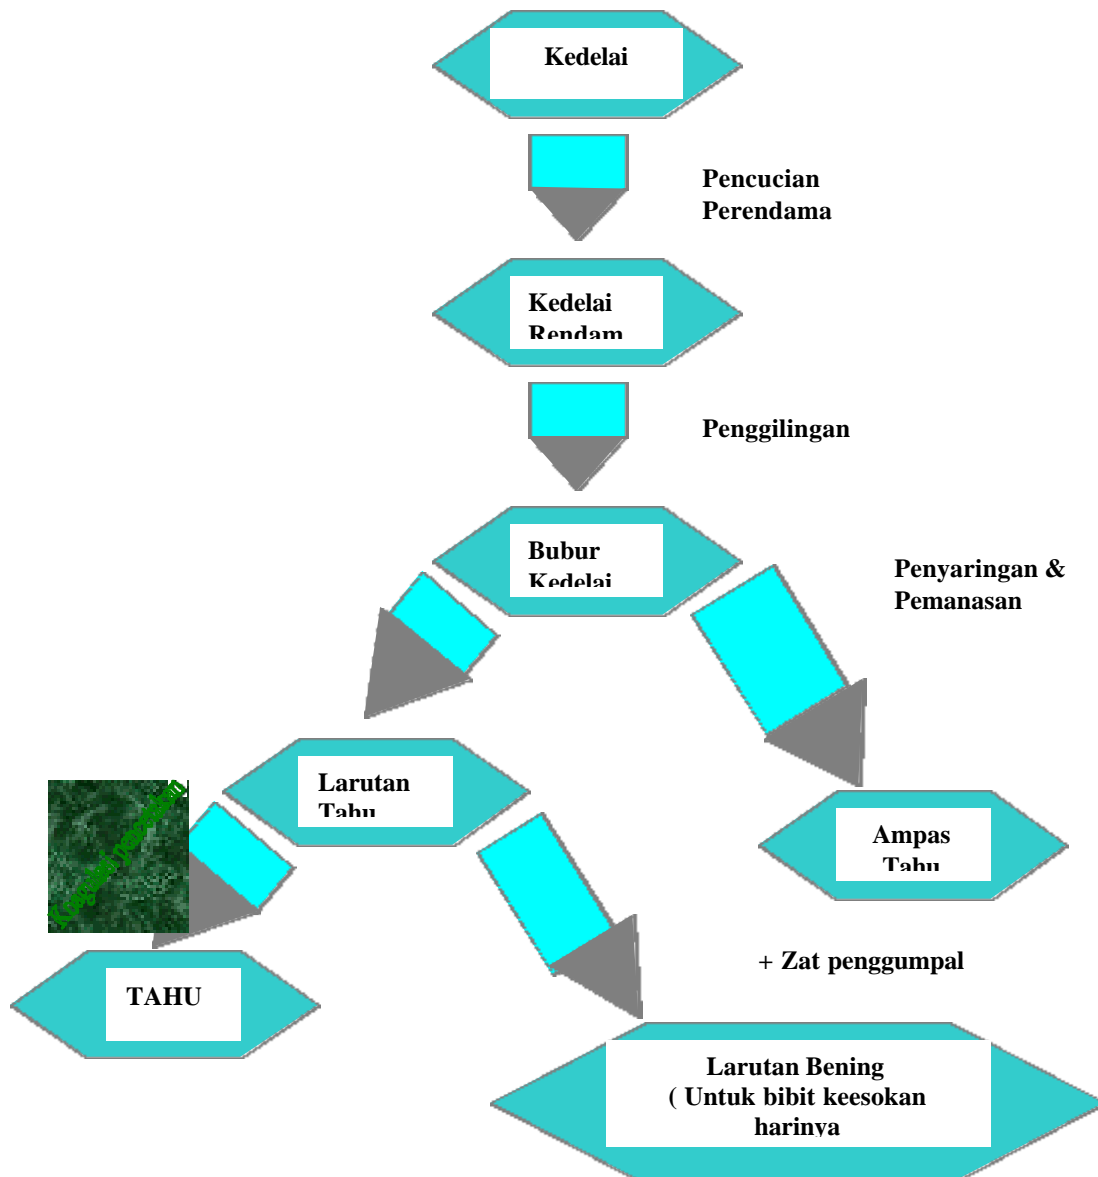 Kedelai
Pencucian
Perendama
Kedelai
Rendam
Penggilingan
Bubur
Kedelai
Penyaringan &
Pemanasan
Larutan
Tahu
Ampas
Tahu
+ Zat penggumpal
TAHU
Larutan Bening
( Untuk bibit keesokan
harinya